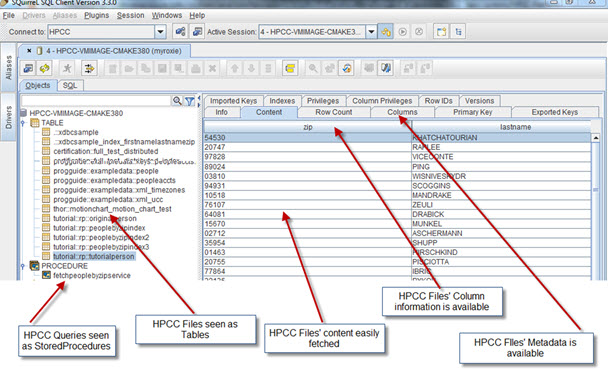 SQuirreL SQL Client Version 3.3.0
File Drivers Aliases Plugins Session Windows Help
Connect to: HPCC Active Session: 4 - HPCC-VMIMAGE-CMAKE3...
Aliases
Drivers
4 - HPCC-VMIMAGE-CMAKE380 (myroxie)
Objects SQL
HPCC-VMIMAGE-CMAKE380
TABLE
::xdbcsample
::xdbcsample_index_firstnamelastnamezip
certification::full_test_distributed
progguide::exampledata::people
progguide::exampledata::peopleaccts
progguide::exampledata::xml_timezones
progguide::exampledata::xml_ucc
thor::motionchart_motion_chart_test
tutorial::rp::originalperson
tutorial::rp::peoplebyzipindex
tutorial::rp::peoplebyzipindex2
tutorial::rp::peoplebyzipindex3
tutorial::rp::tutorialperson
PROCEDURE
fetchpeoplebyzipservice
Imported Keys Indexes Privileges Column Privileges Row IDs Versions
Info Content Row Count Columns Primary Key Exported Keys
zip lastname
54530 KHATCHATOURIAN
20747 RAPLEE
97828 VICECONTE
89024 PING
03810 WISNIVESKYDR
94931 SCOGGINS
10518 MANDRAKE
76107 ZEULI
64081 DRABICK
15670 MUNKEL
02712 ASCHERMANN
35954 SHUPP
01463 HIRSCHKIND
20755 PISCIOTTA
77864 IBRIC
HPCC Queries seen
as StoredProcedures
HPCC Files seen as
Tables
HPCC Files' content easily
fetched
HPCC Files' Column
information is available
HPCC FIles' Metadata is
available